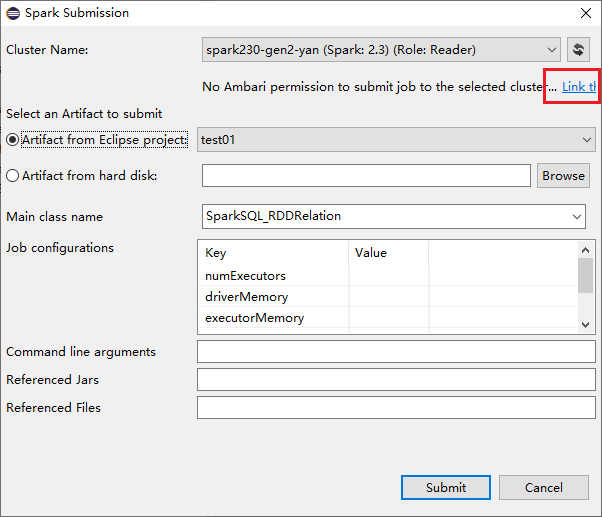 Spark Submission
Cluster Name: spark230-gen2-yan (Spark: 2.3) (Role: Reader)
No Ambari permission to submit job to the selected cluster... Link th
Select an Artifact to submit
Artifact from Eclipse project: test01
Artifact from hard disk: Browse
Main class name SparkSQL_RDDRelation
Job configurations Key Value
numExecutors
driverMemory
executorMemory
Command line arguments
Referenced Jars
Referenced Files
Submit Cancel